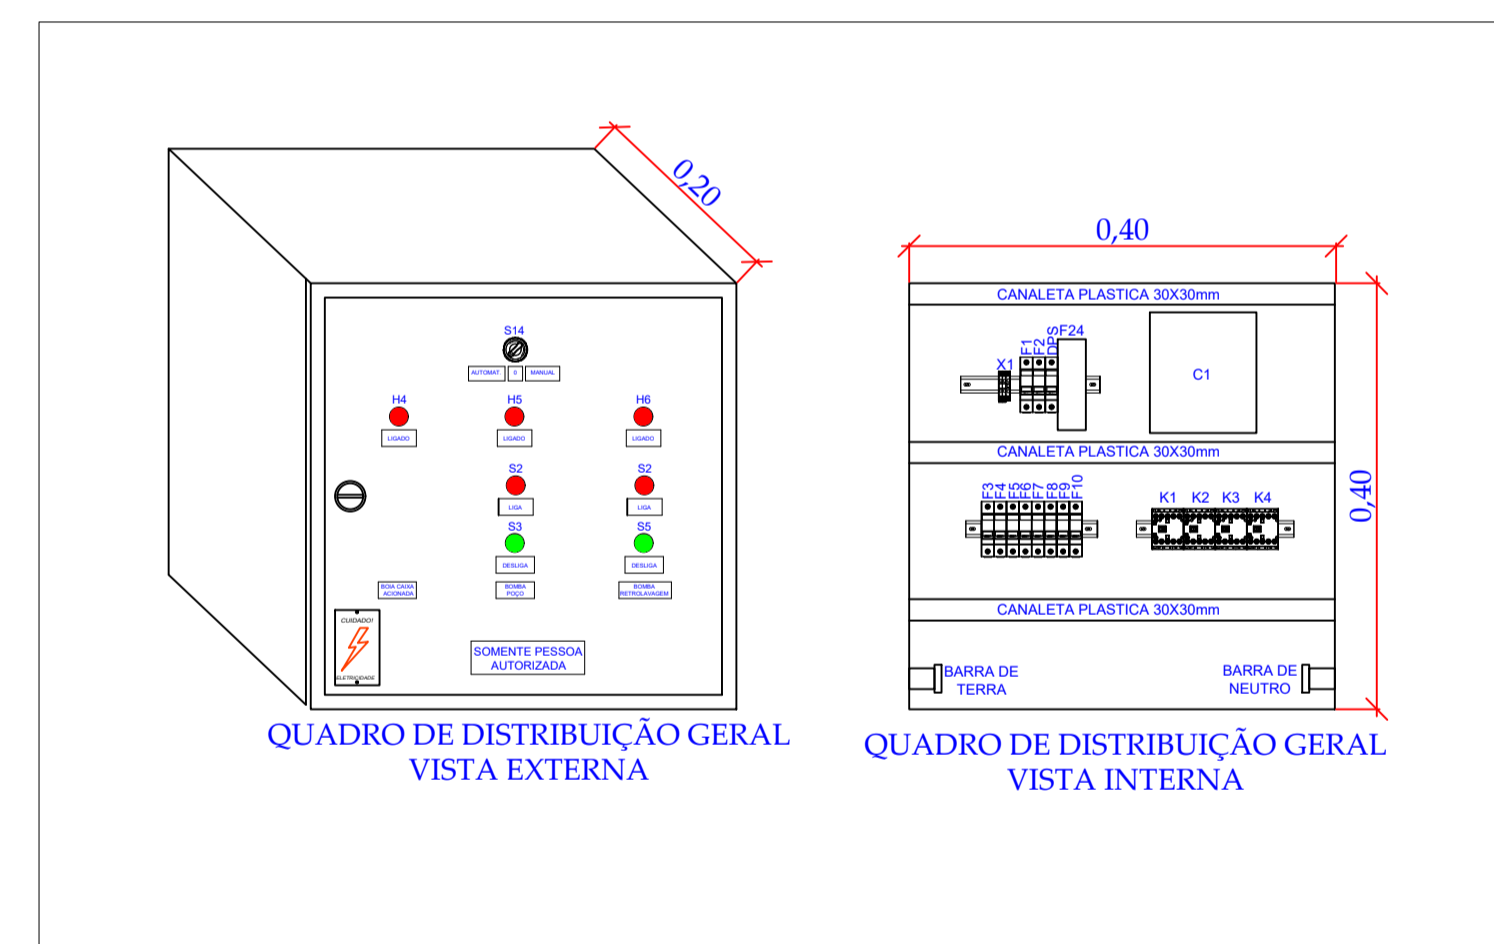 0,20
S14
AUTOMAT. 0 MANUAL
H4 H5 H6
LIGADO LIGADO LIGADO
S2 S2
LIGA LIGA
S3 S5
DESLIGA DESLIGA
BOIA CAIXA
ACIONADA
BOMBA
POÇO
BOMBA
RETROLAVAGEM
CUIDADO!
ELETRICIDADE
SOMENTE PESSOA
AUTORIZADA
QUADRO DE DISTRIBUIÇÃO GERAL
VISTA EXTERNA
0,40
CANALETA PLASTICA 30X30mm
X1 F1 F2 DPS F24
C1
CANALETA PLASTICA 30X30mm
F3 F4 F5 F6 F7 F8 F9 F10
K1 K2 K3 K4
0,40
CANALETA PLASTICA 30X30mm
BARRA DE
TERRA
BARRA DE
NEUTRO
QUADRO DE DISTRIBUIÇÃO GERAL
VISTA INTERNA